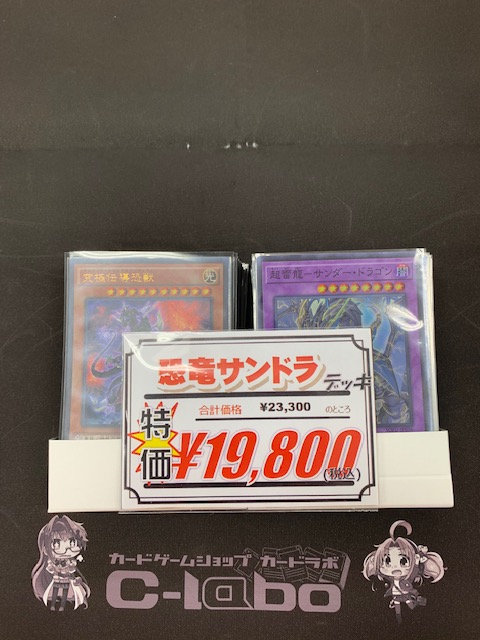 究極伝導恐獣
光
超雷龍－サンダー・ドラゴン
闇
恐竜サンドラ
デッキ
合計価格 ¥23,300 のところ
特価
¥19,800
(税込)
カードゲームショップ カードラボ
C-labo